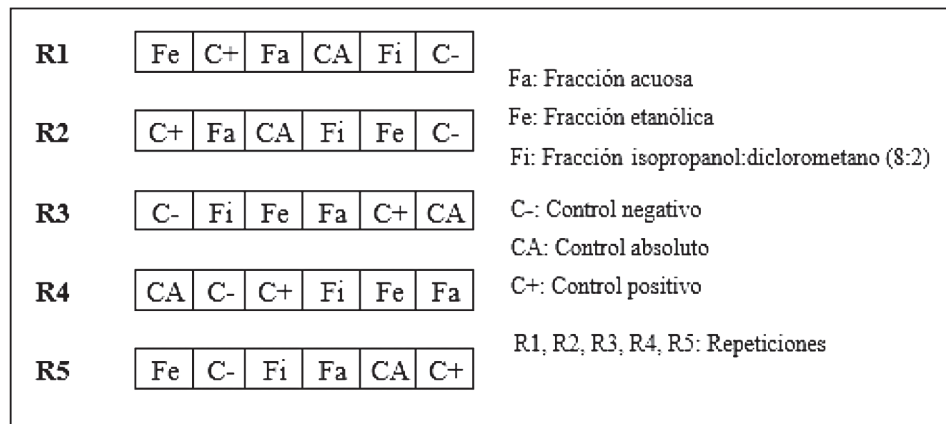 R1 Fe C+ Fa CA Fi C-
R2 C+ Fa CA Fi Fe C-
R3 C- Fi Fe Fa C+ CA
R4 CA C- C+ Fi Fe Fa
R5 Fe C- Fi Fa CA C+
Fa: Fracción acuosa
Fe: Fracción etanólica
Fi: Fracción isopropanol:diclorometano (8:2)
C-: Control negativo
CA: Control absoluto
C+: Control positivo
R1, R2, R3, R4, R5: Repeticiones